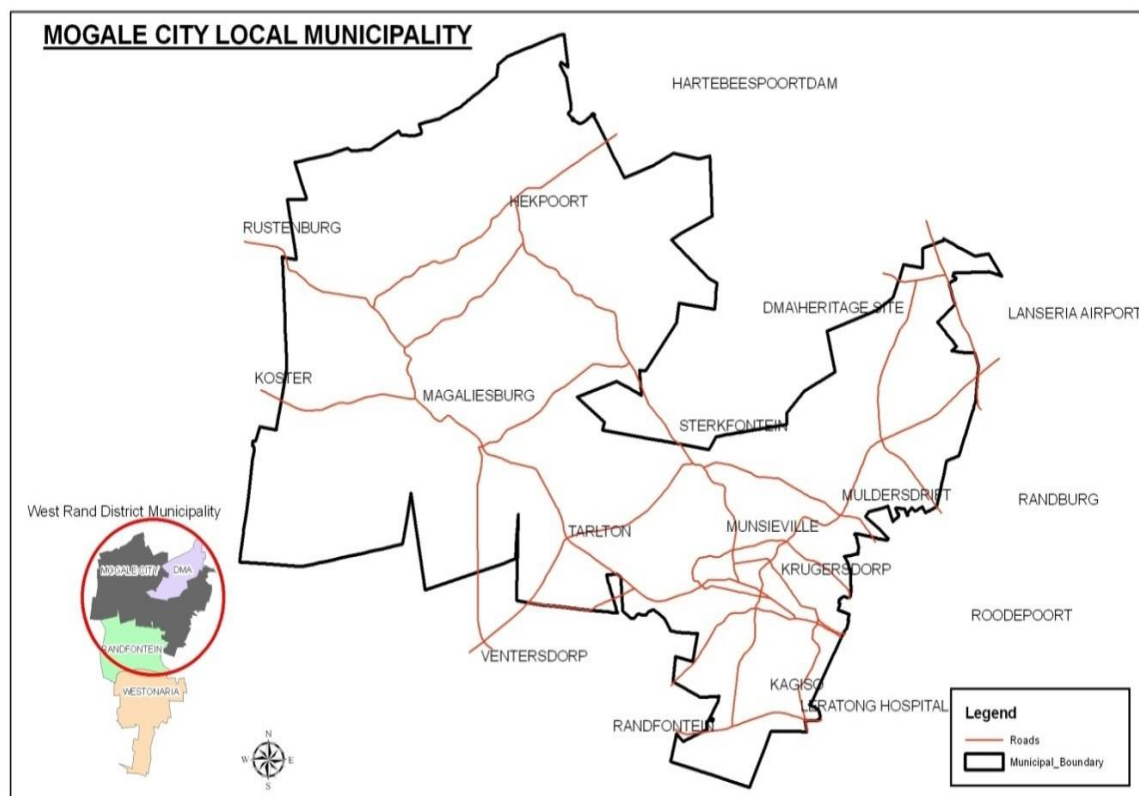 MOGALE CITY LOCAL MUNICIPALITY
HARTEBEESPOORTDAM
HEKPOORT
RUSTENBURG
DMA\HERITAGE SITE
LANSERIA AIRPORT
KOSTER
MAGALIESBURG
STERKFONTEIN
MULDERSDRIFT
RANDBURG
West Rand District Municipality
TARLTON
MUNSIEVILLE
MOGALE CITY
DMA
KRUGERSDORP
ROODEPOORT
RANDFONTEIN
VENTERSDORP
WESTONARIA
KAGISO
LERATONG HOSPITAL
RANDFONTEIN
Legend
Roads
Municipal_Boundary
N
W
E
S